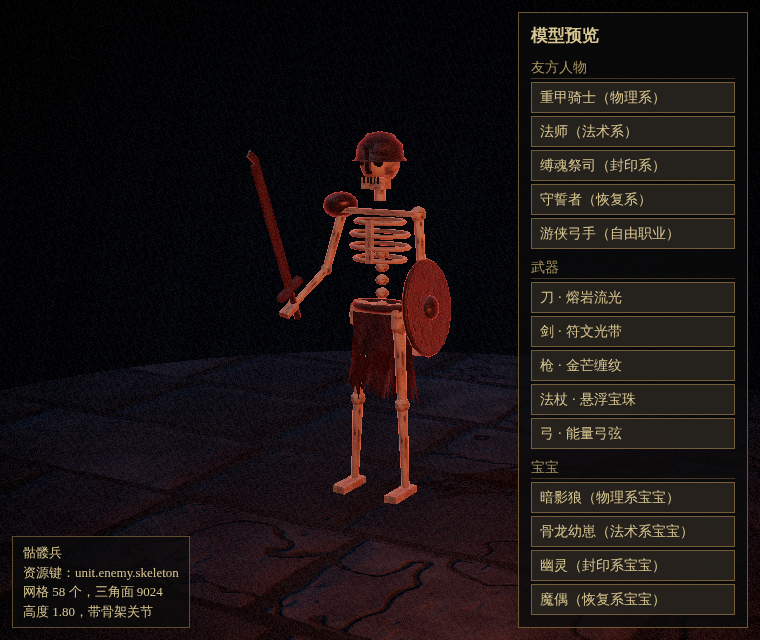 模型预览
友方人物
重甲骑士（物理系）
法师（法术系）
缚魂祭司（封印系）
守誓者（恢复系）
游侠弓手（自由职业）
武器
刀 · 熔岩流光
剑 · 符文光带
枪 · 金芒缠纹
法杖 · 悬浮宝珠
弓 · 能量弓弦
宝宝
暗影狼（物理系宝宝）
骨龙幼崽（法术系宝宝）
幽灵（封印系宝宝）
魔偶（恢复系宝宝）
骷髅兵
资源键：unit.enemy.skeleton
网格 58 个，三角面 9024
高度 1.80，带骨架关节